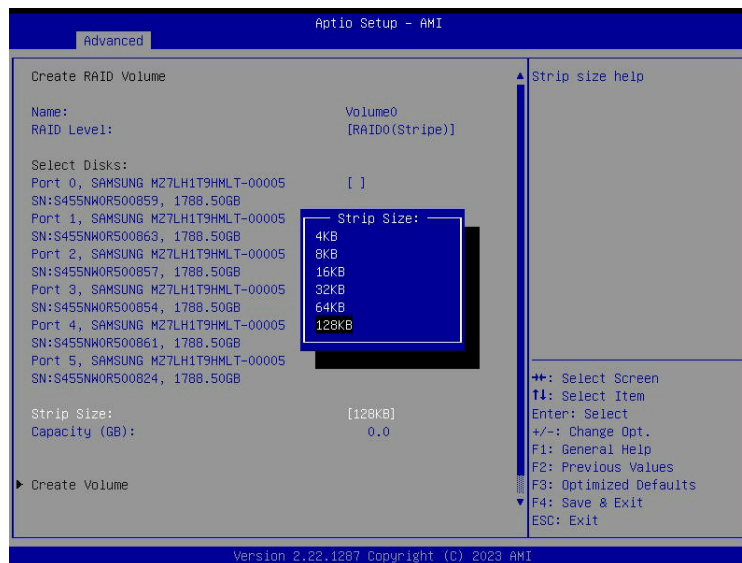 Aptio Setup - AMI
Advanced
Create RAID Volume
Name: Volume0
RAID Level: [RAID0(Stripe)]
Select Disks:
Port 0, SAMSUNG MZ7LH1T9HMLT-00005 [ ]
SN:S455NW0R500859, 1788.50GB
Port 1, SAMSUNG MZ7LH1T9HMLT-00005
SN:S455NW0R500863, 1788.50GB
Port 2, SAMSUNG MZ7LH1T9HMLT-00005
SN:S455NW0R500857, 1788.50GB
Port 3, SAMSUNG MZ7LH1T9HMLT-00005
SN:S455NW0R500854, 1788.50GB
Port 4, SAMSUNG MZ7LH1T9HMLT-00005
SN:S455NW0R500861, 1788.50GB
Port 5, SAMSUNG MZ7LH1T9HMLT-00005
SN:S455NW0R500824, 1788.50GB
Strip Size: [128KB]
Capacity (GB): 0.0
Create Volume
Strip Size:
4KB
8KB
16KB
32KB
64KB
128KB
Strip size help
→←: Select Screen
↑↓: Select Item
Enter: Select
+/-: Change Opt.
F1: General Help
F2: Previous Values
F3: Optimized Defaults
F4: Save & Exit
ESC: Exit
Version 2.22.1287 Copyright (C) 2023 AMI